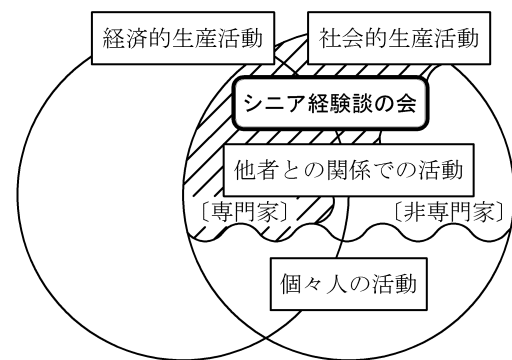 経済的生産活動
社会的生産活動
シニア経験談の会
他者との関係での活動
〔専門家〕
〔非専門家〕
個々人の活動